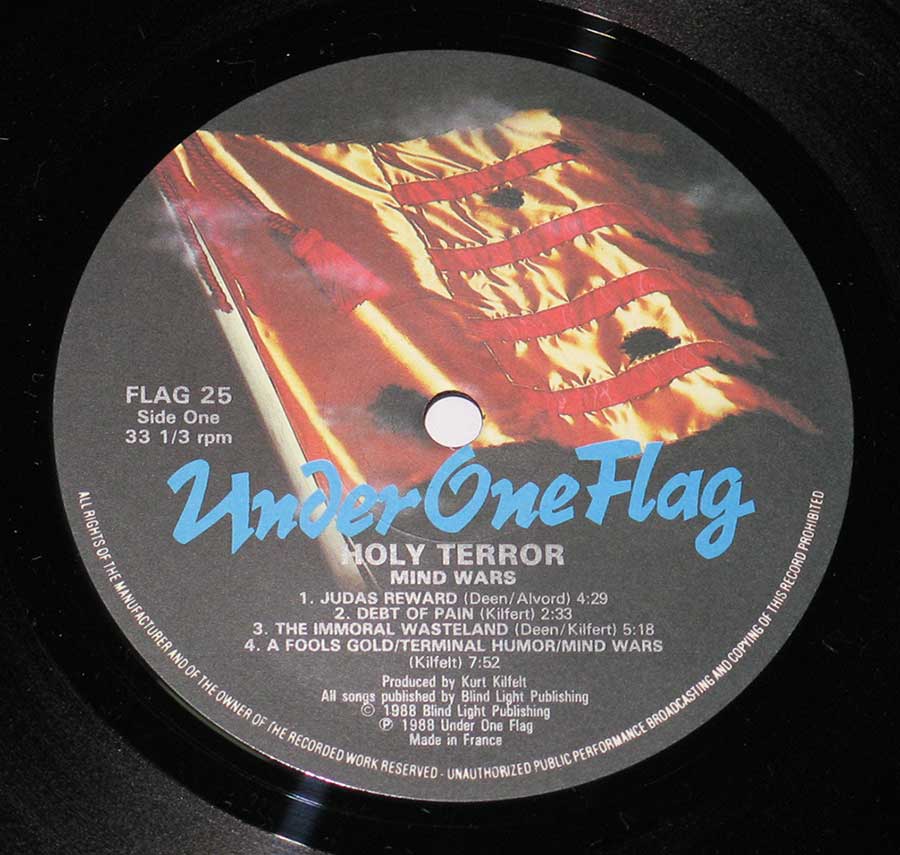 FLAG 25
Side One
33 1/3 rpm
Under One Flag
HOLY TERROR
MIND WARS
1. JUDAS REWARD (Deen/Alvord) 4:29
2. DEBT OF PAIN (Kilfert) 2:33
3. THE IMMORAL WASTELAND (Deen/Kilfert) 5:18
4. A FOOLS GOLD/TERMINAL HUMOR/MIND WARS
(Kilfelt) 7:52
Produced by Kurt Kilfelt
All songs published by Blind Light Publishing
© 1988 Blind Light Publishing
℗ 1988 Under One Flag
Made in France
ALL RIGHTS OF THE MANUFACTURER AND OF THE OWNER OF THE RECORDED WORK RESERVED - UNAUTHORIZED PUBLIC PERFORMANCE BROADCASTING AND COPYING OF THIS RECORD PROHIBITED